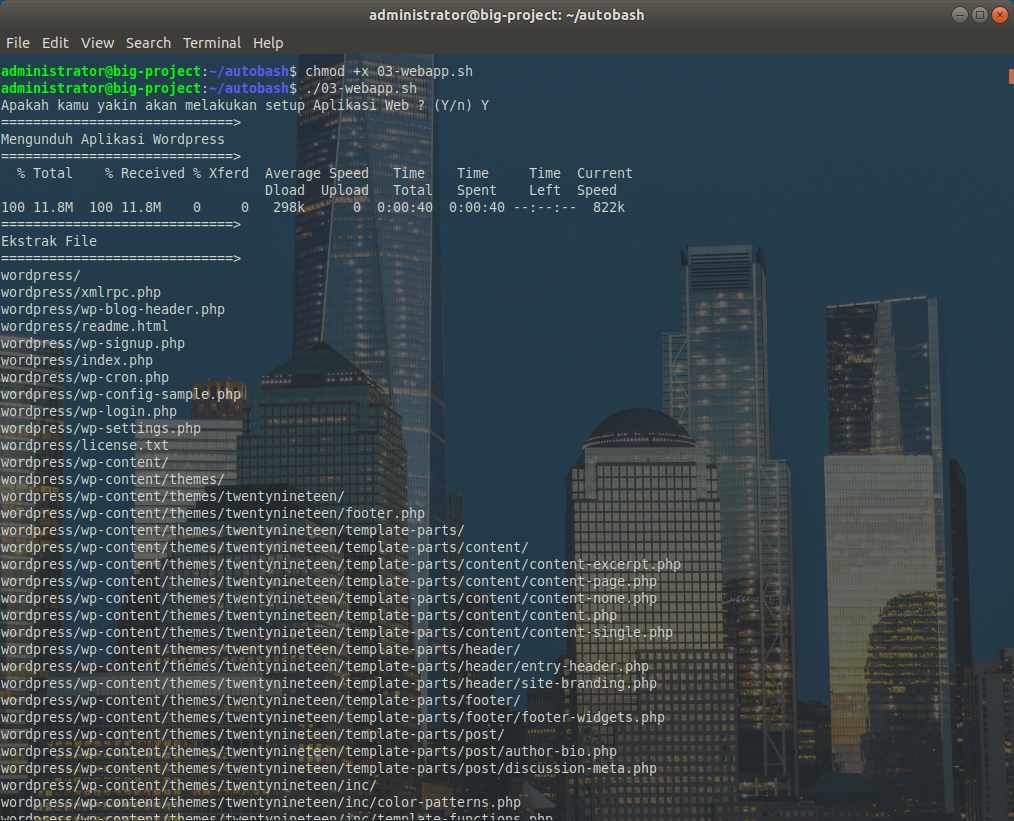 administrator@big-project: ~/autobash
File Edit View Search Terminal Help
administrator@big-project:~/autobash$ chmod +x 03-webapp.sh
administrator@big-project:~/autobash$ ./03-webapp.sh
Apakah kamu yakin akan melakukan setup Aplikasi Web ? (Y/n) Y
=============================>
Mengunduh Aplikasi Wordpress
=============================>
  % Total    % Received % Xferd  Average Speed   Time    Time     Time  Current
                                 Dload  Upload   Total   Spent    Left  Speed
100 11.8M  100 11.8M    0     0   298k      0  0:00:40  0:00:40 --:--:--  822k
=============================>
Ekstrak File
=============================>
wordpress/
wordpress/xmlrpc.php
wordpress/wp-blog-header.php
wordpress/readme.html
wordpress/wp-signup.php
wordpress/index.php
wordpress/wp-cron.php
wordpress/wp-config-sample.php
wordpress/wp-login.php
wordpress/wp-settings.php
wordpress/license.txt
wordpress/wp-content/
wordpress/wp-content/themes/
wordpress/wp-content/themes/twentynineteen/
wordpress/wp-content/themes/twentynineteen/footer.php
wordpress/wp-content/themes/twentynineteen/template-parts/
wordpress/wp-content/themes/twentynineteen/template-parts/content/
wordpress/wp-content/themes/twentynineteen/template-parts/content/content-excerpt.php
wordpress/wp-content/themes/twentynineteen/template-parts/content/content-page.php
wordpress/wp-content/themes/twentynineteen/template-parts/content/content-none.php
wordpress/wp-content/themes/twentynineteen/template-parts/content/content.php
wordpress/wp-content/themes/twentynineteen/template-parts/content/content-single.php
wordpress/wp-content/themes/twentynineteen/template-parts/header/
wordpress/wp-content/themes/twentynineteen/template-parts/header/entry-header.php
wordpress/wp-content/themes/twentynineteen/template-parts/header/site-branding.php
wordpress/wp-content/themes/twentynineteen/template-parts/footer/
wordpress/wp-content/themes/twentynineteen/template-parts/footer/footer-widgets.php
wordpress/wp-content/themes/twentynineteen/template-parts/post/
wordpress/wp-content/themes/twentynineteen/template-parts/post/author-bio.php
wordpress/wp-content/themes/twentynineteen/template-parts/post/discussion-meta.php
wordpress/wp-content/themes/twentynineteen/inc/
wordpress/wp-content/themes/twentynineteen/inc/color-patterns.php
wordpress/wp-content/themes/twentynineteen/inc/template-functions.php